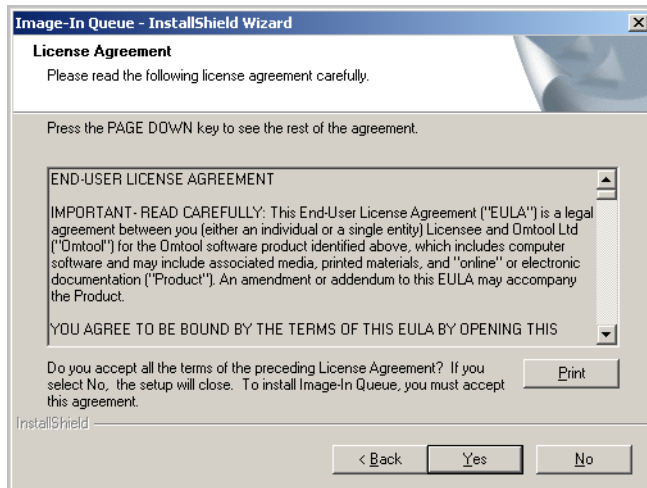 Image-In Queue - InstallShield Wizard
License Agreement
Please read the following license agreement carefully.
Press the PAGE DOWN key to see the rest of the agreement.
END-USER LICENSE AGREEMENT
IMPORTANT- READ CAREFULLY: This End-User License Agreement ("EULA") is a legal
agreement between you (either an individual or a single entity) Licensee and Omtool Ltd
("Omtool") for the Omtool software product identified above, which includes computer
software and may include associated media, printed materials, and "online" or electronic
documentation ("Product"). An amendment or addendum to this EULA may accompany
the Product.
YOU AGREE TO BE BOUND BY THE TERMS OF THIS EULA BY OPENING THIS
Do you accept all the terms of the preceding License Agreement? If you
select No, the setup will close. To install Image-In Queue, you must accept
this agreement.
Print
InstallShield
< Back
Yes
No